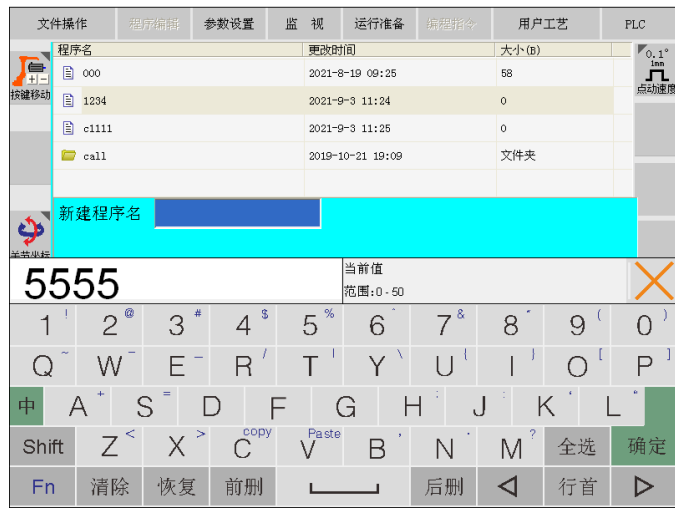 文件操作 程序编辑 参数设置 监 视 运行准备 编程指令 用户工艺 PLC
程序名 更改时间 大小(B)
000 2021-8-19 09:25 58
1234 2021-9-3 11:24 0
c1111 2021-9-3 11:25 0
call 2019-10-21 19:09 文件夹
按键移动
0.1°
1mm
点动速度
新建程序名
关节坐标
5555
当前值
范围:0-50
1 ! 2 @ 3 # 4 $ 5 % 6 ^ 7 & 8 * 9 ( 0 )
Q ~ W - E _ R / T | Y \ U { I } O [ P ]
中 A + S = D F G H : J ; K ' L "
Shift Z < X > C copy V Paste B , N . M ? 全选 确定
Fn 清除 恢复 前删 后删 行首